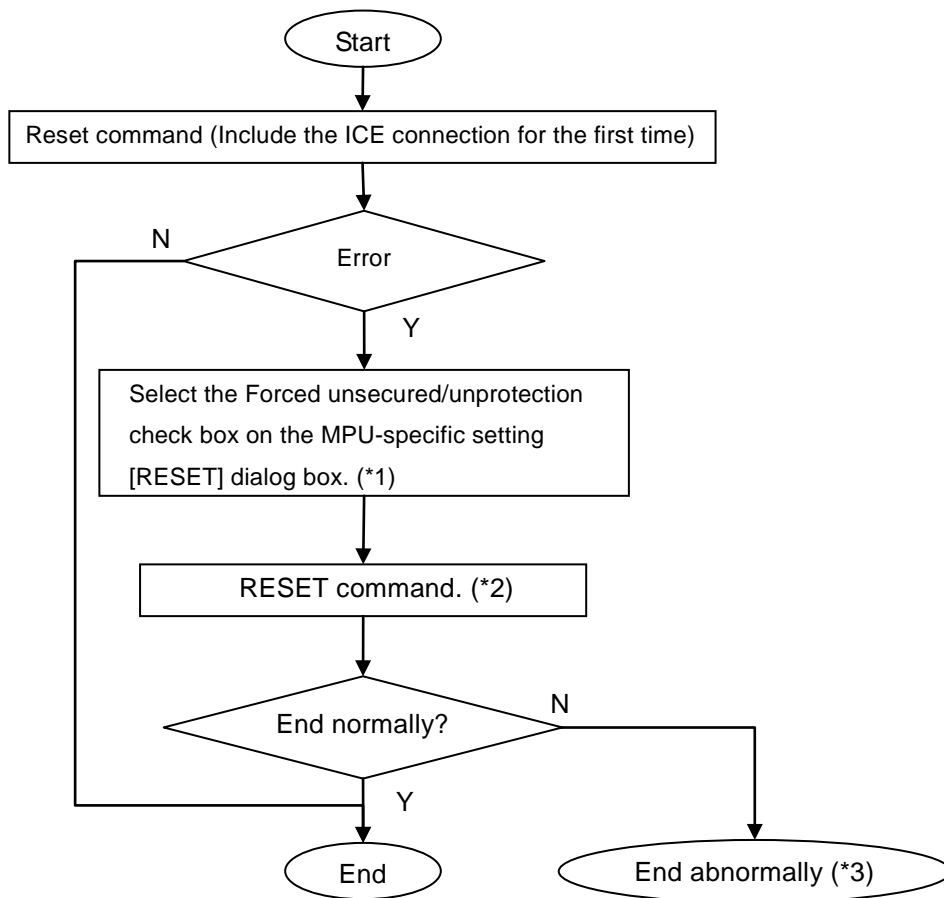 Start
Reset command (Include the ICE connection for the first time)
N
Error
Y
Select the Forced unsecured/unprotection
check box on the MPU-specific setting
[RESET] dialog box. (*1)
RESET command. (*2)
N
End normally?
Y
End
End abnormally (*3)